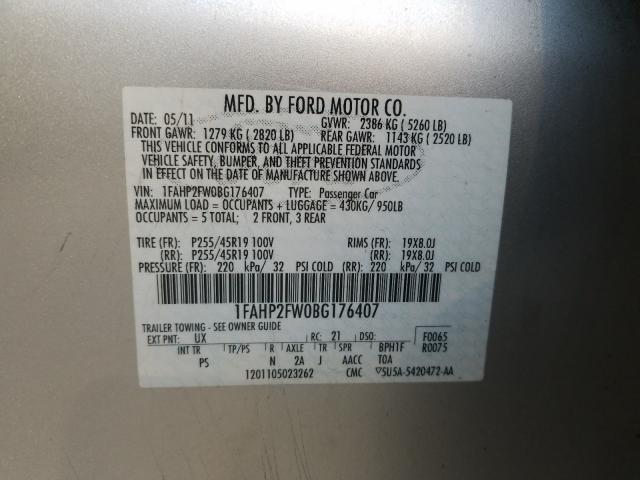 MFD. BY FORD MOTOR CO.
DATE: 05/11 GVWR: 2386 KG ( 5260 LB)
FRONT GAWR: 1279 KG ( 2820 LB) REAR GAWR: 1143 KG ( 2520 LB)
THIS VEHICLE CONFORMS TO ALL APPLICABLE FEDERAL MOTOR
VEHICLE SAFETY, BUMPER, AND THEFT PREVENTION STANDARDS
IN EFFECT ON THE DATE OF MANUFACTURE SHOWN ABOVE.
VIN: 1FAHP2FW0BG176407 TYPE: Passenger Car
MAXIMUM LOAD = OCCUPANTS + LUGGAGE = 430KG/ 950LB
OCCUPANTS = 5 TOTAL; 2 FRONT, 3 REAR
TIRE (FR): P255/45R19 100V RIMS (FR): 19X8.0J
(RR): P255/45R19 100V (RR): 19X8.0J
PRESSURE (FR): 220 kPa/ 32 PSI COLD (RR): 220 kPa/ 32 PSI COLD
1FAHP2FW0BG176407
TRAILER TOWING - SEE OWNER GUIDE
EXT PNT: UX RC: 21 DSO: F0065
INT TR TP/PS R AXLE TR SPR BPH1F R0075
PS N 2A J AACC TOA
1201105023262 CMC ▽5U5A-5420472-AA